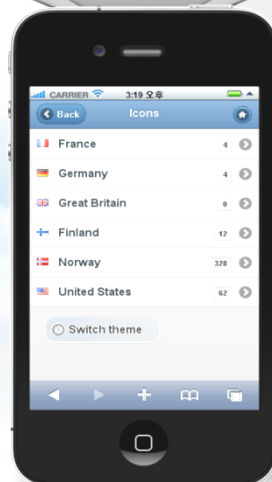 CARRIER 3:19 오후
Back Icons
France 4
Germany 4
Great Britain 0
Finland 12
Norway 328
United States 62
Switch theme